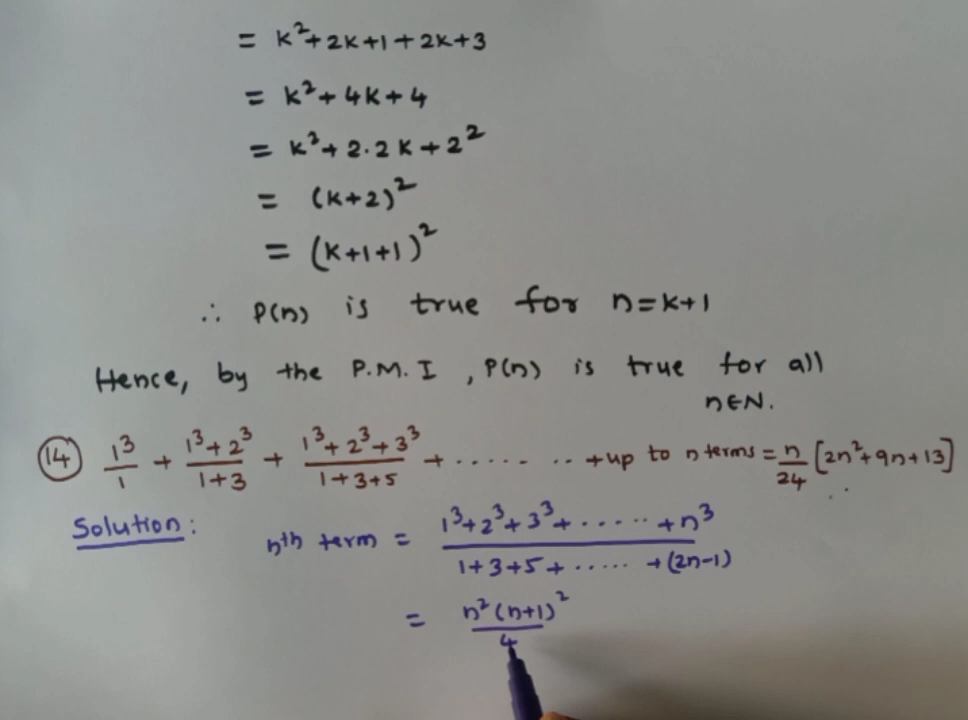 = k²+2k+1+2k+3
= k²+4k+4
= k²+2·2k+2²
= (k+2)²
= (k+1+1)²
∴ P(n) is true for n=k+1
Hence, by the P.M.I, P(n) is true for all
n∈N.
(14) 1³/1 + (1³+2³)/(1+3) + (1³+2³+3³)/(1+3+5) + ........ +up to n terms = n/24 [2n²+9n+13]
Solution: nth term = (1³+2³+3³+.....+n³)/(1+3+5+.....+(2n-1))
= n²(n+1)²/4